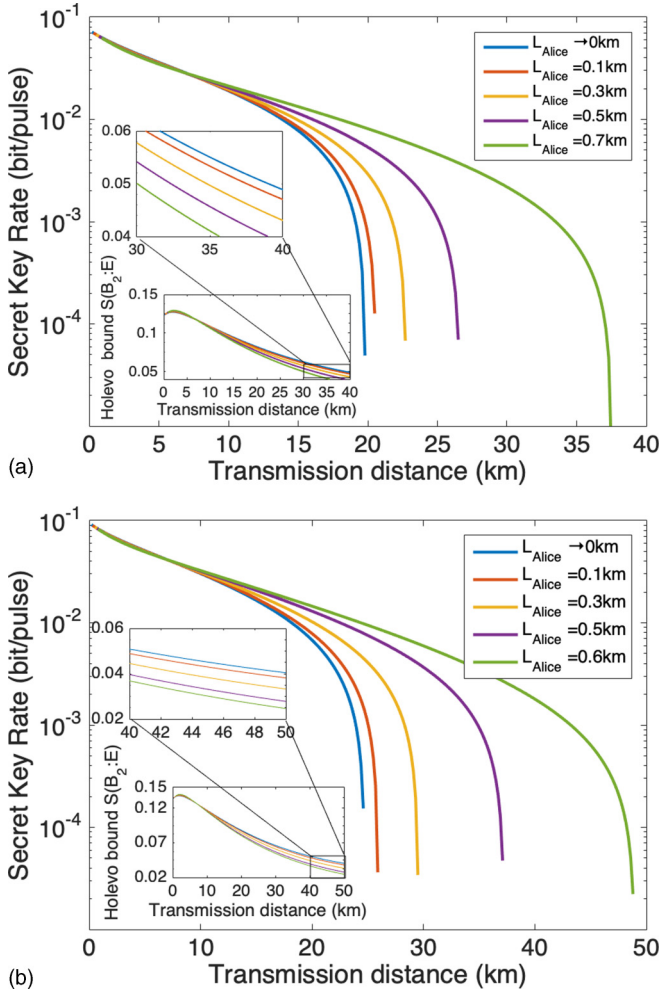 10^-1
10^-2
10^-3
10^-4
Secret Key Rate (bit/pulse)
L_Alice →0km
L_Alice =0.1km
L_Alice =0.3km
L_Alice =0.5km
L_Alice =0.7km
0.06
0.05
0.04
30 35 40
Holevo bound S(B_2:E)
0.15
0.1
0.05
0 5 10 15 20 25 30 35 40
Transmission distance (km)
0 5 10 15 20 25 30 35 40
Transmission distance (km)
(a)
10^-1
10^-2
10^-3
10^-4
Secret Key Rate (bit/pulse)
L_Alice →0km
L_Alice =0.1km
L_Alice =0.3km
L_Alice =0.5km
L_Alice =0.6km
0.06
0.04
0.02
40 42 44 46 48 50
Holevo bound S(B_2:E)
0.15
0.12
0.07
0.02
0 10 20 30 40 50
Transmission distance (km)
0 10 20 30 40 50
Transmission distance (km)
(b)